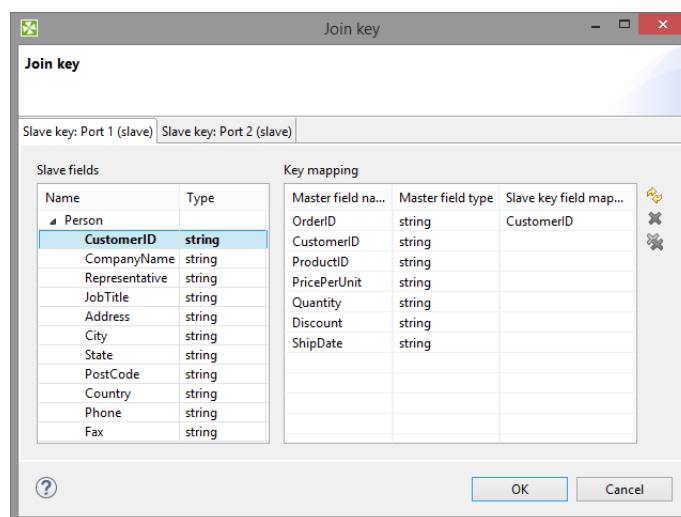 Join key
Join key
Slave key: Port 1 (slave) Slave key: Port 2 (slave)
Slave fields
Name Type
Person
CustomerID string
CompanyName string
Representative string
JobTitle string
Address string
City string
State string
PostCode string
Country string
Phone string
Fax string
Key mapping
Master field na... Master field type Slave key field map...
OrderID string CustomerID
CustomerID string
ProductID string
PricePerUnit string
Quantity string
Discount string
ShipDate string
? OK Cancel